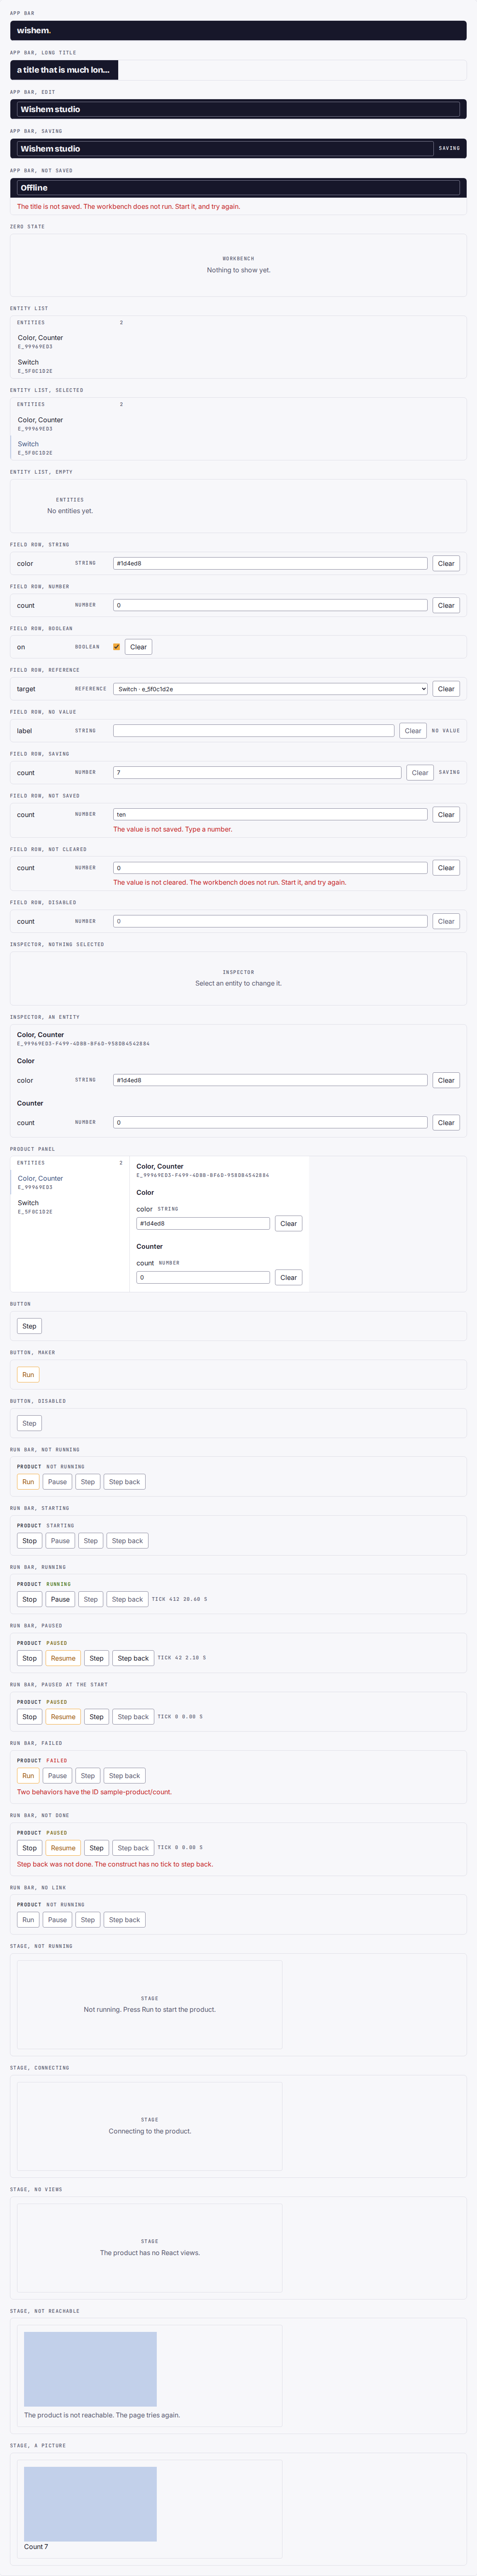 APP BAR
wishem.
APP BAR, LONG TITLE
a title that is much lon…
APP BAR, EDIT
Wishem studio
APP BAR, SAVING
Wishem studio SAVING
APP BAR, NOT SAVED
Offline
The title is not saved. The workbench does not run. Start it, and try again.
ZERO STATE
WORKBENCH
Nothing to show yet.
ENTITY LIST
ENTITIES 2
Color, Counter
E_99969ED3
Switch
E_5F0C1D2E
ENTITY LIST, SELECTED
ENTITIES 2
Color, Counter
E_99969ED3
Switch
E_5F0C1D2E
ENTITY LIST, EMPTY
ENTITIES
No entities yet.
FIELD ROW, STRING
color STRING #1d4ed8 Clear
FIELD ROW, NUMBER
count NUMBER 0 Clear
FIELD ROW, BOOLEAN
on BOOLEAN Clear
FIELD ROW, REFERENCE
target REFERENCE Switch · e_5f0c1d2e Clear
FIELD ROW, NO VALUE
label STRING Clear NO VALUE
FIELD ROW, SAVING
count NUMBER 7 Clear SAVING
FIELD ROW, NOT SAVED
count NUMBER ten Clear
The value is not saved. Type a number.
FIELD ROW, NOT CLEARED
count NUMBER 0 Clear
The value is not cleared. The workbench does not run. Start it, and try again.
FIELD ROW, DISABLED
count NUMBER 0 Clear
INSPECTOR, NOTHING SELECTED
INSPECTOR
Select an entity to change it.
INSPECTOR, AN ENTITY
Color, Counter
E_99969ED3-F499-4DBB-BF6D-958DB4542884
Color
color STRING #1d4ed8 Clear
Counter
count NUMBER 0 Clear
PRODUCT PANEL
ENTITIES 2
Color, Counter
E_99969ED3
Switch
E_5F0C1D2E
Color, Counter
E_99969ED3-F499-4DBB-BF6D-958DB4542884
Color
color STRING
#1d4ed8 Clear
Counter
count NUMBER
0 Clear
BUTTON
Step
BUTTON, MAKER
Run
BUTTON, DISABLED
Step
RUN BAR, NOT RUNNING
PRODUCT NOT RUNNING
Run Pause Step Step back
RUN BAR, STARTING
PRODUCT STARTING
Stop Pause Step Step back
RUN BAR, RUNNING
PRODUCT RUNNING
Stop Pause Step Step back TICK 412 20.60 S
RUN BAR, PAUSED
PRODUCT PAUSED
Stop Resume Step Step back TICK 42 2.10 S
RUN BAR, PAUSED AT THE START
PRODUCT PAUSED
Stop Resume Step Step back TICK 0 0.00 S
RUN BAR, FAILED
PRODUCT FAILED
Run Pause Step Step back
Two behaviors have the ID sample-product/count.
RUN BAR, NOT DONE
PRODUCT PAUSED
Stop Resume Step Step back TICK 0 0.00 S
Step back was not done. The construct has no tick to step back.
RUN BAR, NO LINK
PRODUCT NOT RUNNING
Run Pause Step Step back
STAGE, NOT RUNNING
STAGE
Not running. Press Run to start the product.
STAGE, CONNECTING
STAGE
Connecting to the product.
STAGE, NO VIEWS
STAGE
The product has no React views.
STAGE, NOT REACHABLE
The product is not reachable. The page tries again.
STAGE, A PICTURE
Count 7